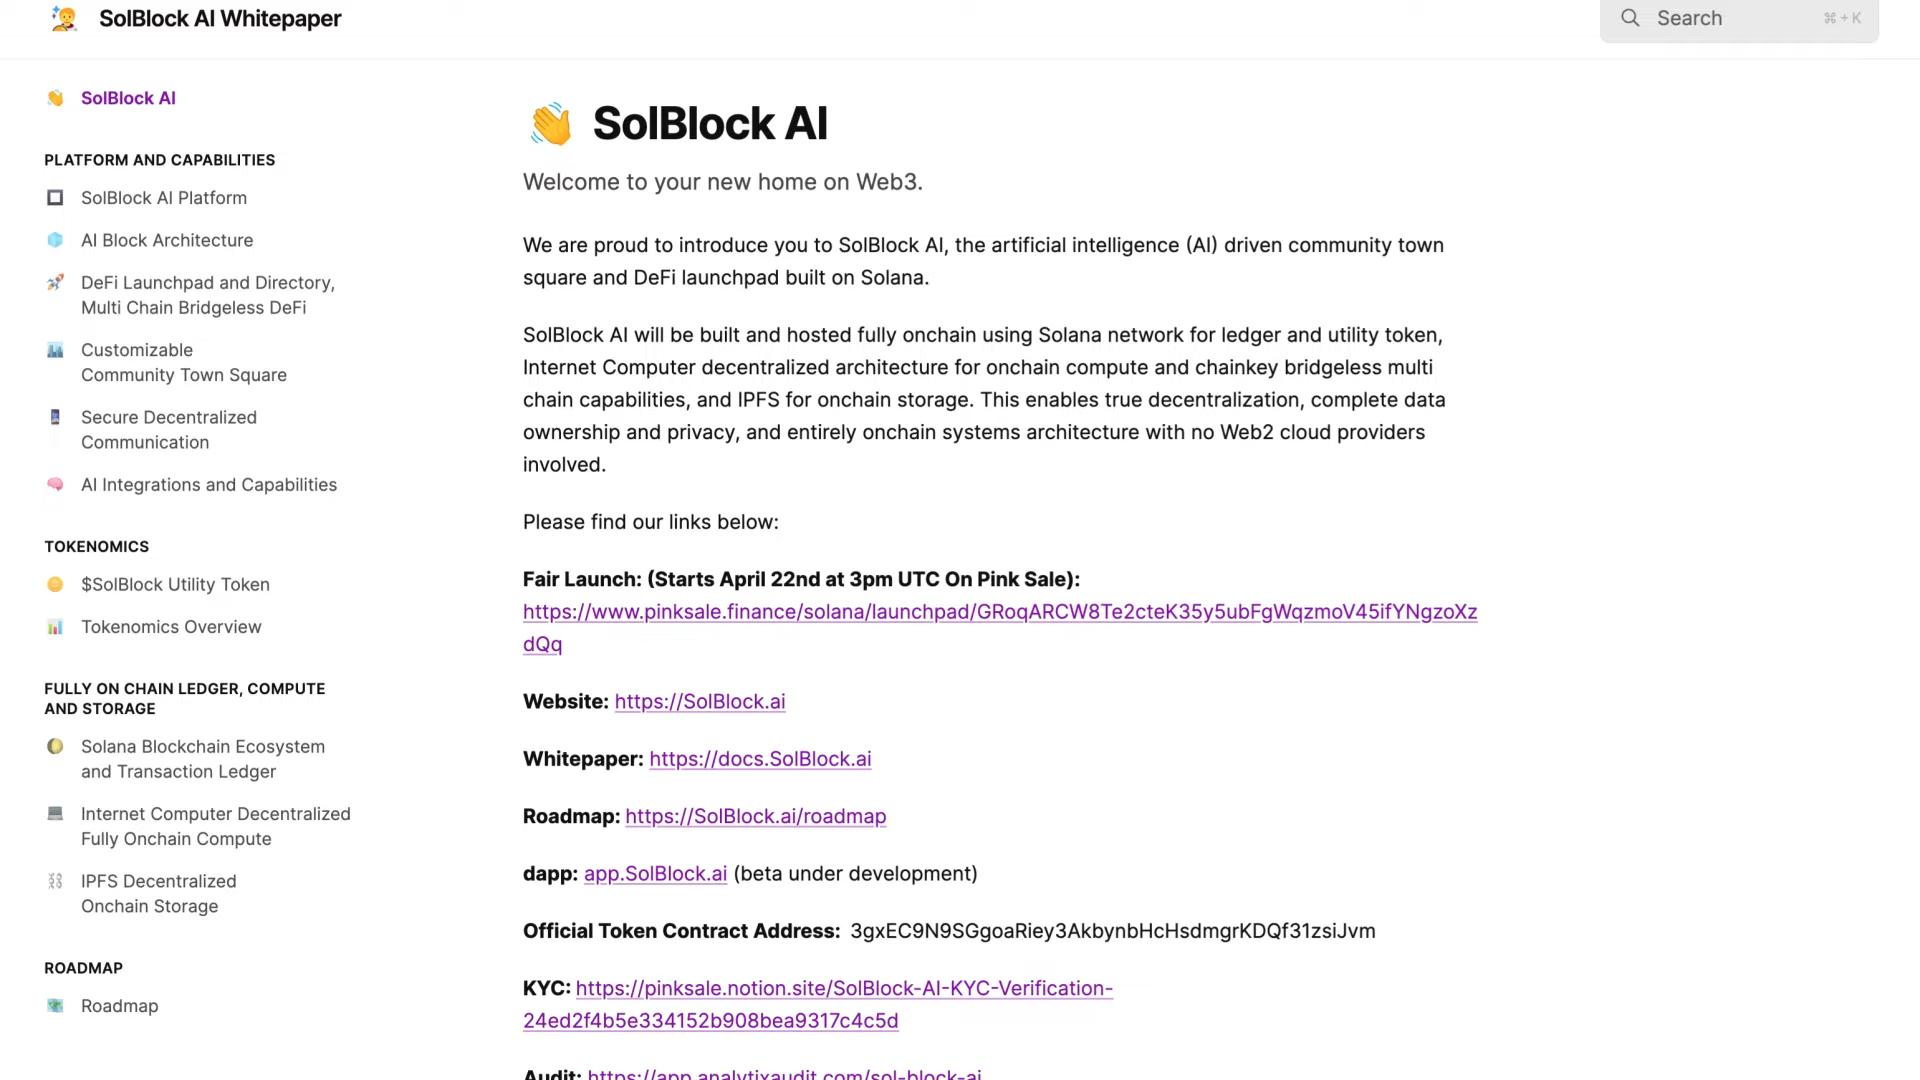 SolBlock AI Whitepaper
Search
⌘ + K
SolBlock AI
PLATFORM AND CAPABILITIES
SolBlock AI Platform
AI Block Architecture
DeFi Launchpad and Directory,
Multi Chain Bridgeless DeFi
Customizable
Community Town Square
Secure Decentralized
Communication
AI Integrations and Capabilities
TOKENOMICS
$SolBlock Utility Token
Tokenomics Overview
FULLY ON CHAIN LEDGER, COMPUTE
AND STORAGE
Solana Blockchain Ecosystem
and Transaction Ledger
Internet Computer Decentralized
Fully Onchain Compute
IPFS Decentralized
Onchain Storage
ROADMAP
Roadmap
SolBlock AI
Welcome to your new home on Web3.
We are proud to introduce you to SolBlock AI, the artificial intelligence (AI) driven community town
square and DeFi launchpad built on Solana.
SolBlock AI will be built and hosted fully onchain using Solana network for ledger and utility token,
Internet Computer decentralized architecture for onchain compute and chainkey bridgeless multi
chain capabilities, and IPFS for onchain storage. This enables true decentralization, complete data
ownership and privacy, and entirely onchain systems architecture with no Web2 cloud providers
involved.
Please find our links below:
Fair Launch: (Starts April 22nd at 3pm UTC On Pink Sale):
https://www.pinksale.finance/solana/launchpad/GRoqARCW8Te2cteK35y5ubFgWqzmoV45ifYNgzoXz
dQq
Website: https://SolBlock.ai
Whitepaper: https://docs.SolBlock.ai
Roadmap: https://SolBlock.ai/roadmap
dapp: app.SolBlock.ai (beta under development)
Official Token Contract Address: 3gxEC9N9SGgoaRiey3AkbynbHcHsdmgrKDQf31zsiJvm
KYC: https://pinksale.notion.site/SolBlock-AI-KYC-Verification-
24ed2f4b5e334152b908bea9317c4c5d
Audit: https://app.analytixaudit.com/sol-block-ai